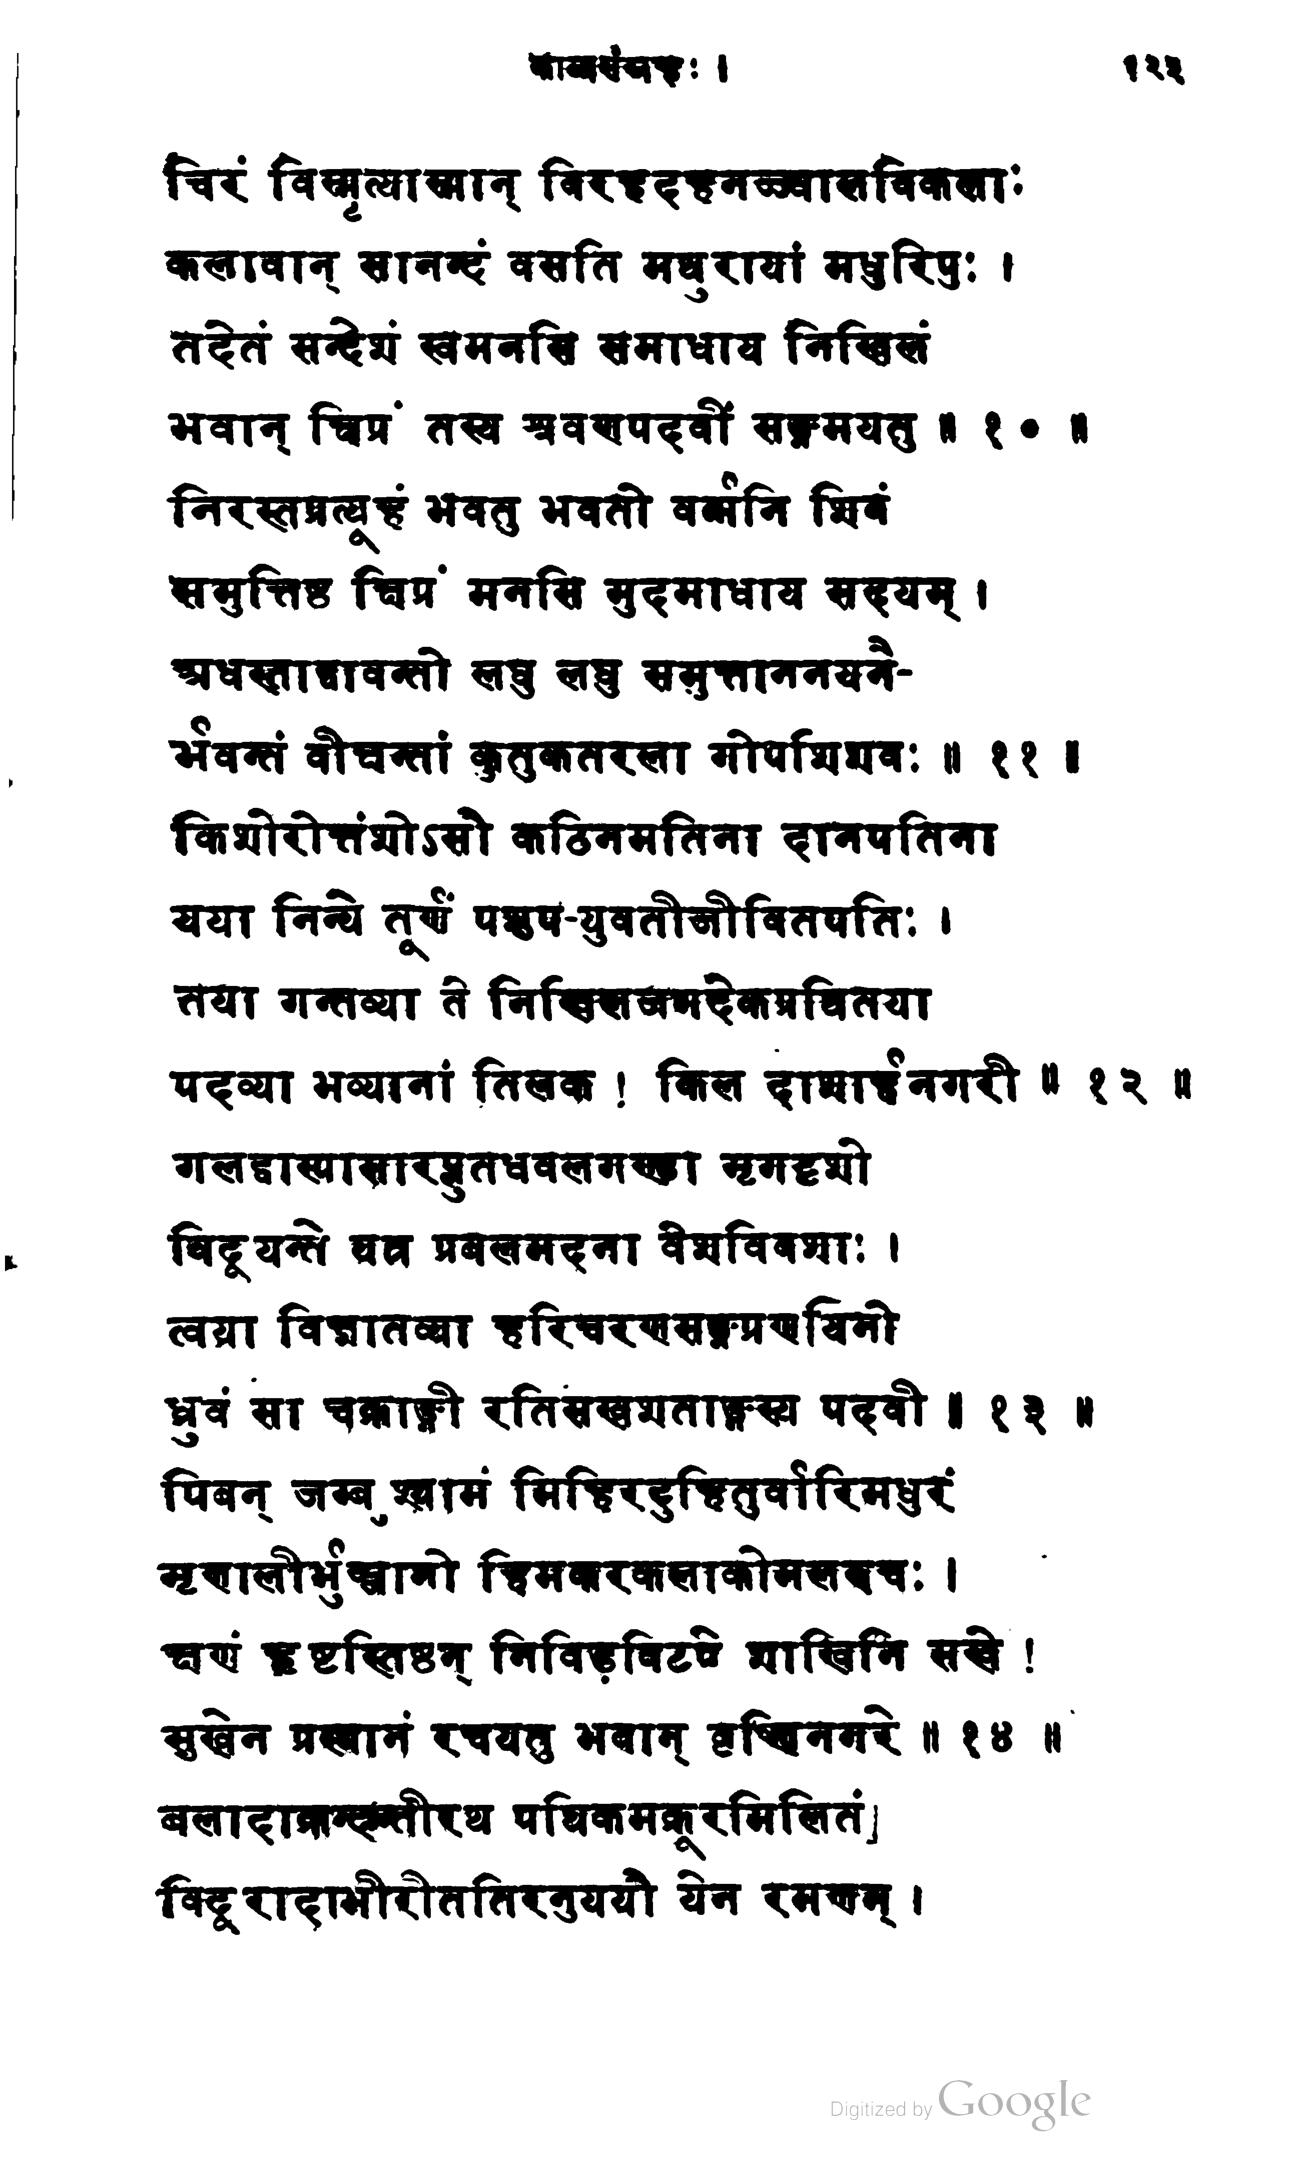 काव्यसंग्रहः । १२३
चिरं विस्मृत्यास्मान् विरहदहनज्वालविकलाः
कलावान् सानन्दं वसति मथुरायां मधुरिपुः ।
तदेतं सन्देशं स्वमनसि समाधाय निखिलं
भवान् क्षिप्रं तस्य श्रवणपदवीं सङ्गमयतु ॥ १० ॥
निरस्तप्रत्यूहं भवतु भवतो वर्त्मनि शिवं
समुत्तिष्ठ क्षिप्रं मनसि मुदमाधाय सदयम् ।
अधस्ताद्धावन्तो लघु लघु समुत्ताननयनै-
र्भवन्तं वीक्षन्तां कुतुकतरला गोपशिशवः ॥ ११ ॥
किशोरोत्तंशोऽसौ कठिनमतिना दानपतिना
यया निन्ये तूर्णं पशुप-युवतीजीवितपतिः ।
तया गन्तव्या ते निखिलजगदेकप्रथितया
पदव्या भव्यानां तिलक ! किल दाशार्हनगरी ॥ १२ ॥
गलद्वास्पासारप्लुतधवलगण्डा मृगदृशो
विदूयन्ते यत्र प्रबलमदना वेशविवशाः ।
त्वया विज्ञातव्या हरिचरणसङ्गप्रणयिनो
ध्रुवं सा चक्राङ्गी रतिसखशताङ्गस्य पदवी ॥ १३ ॥
पिबन् जम्बुश्यामं मिहिरदुहितुर्वारिमधुरं
मृणालीर्भुञ्जानो हिमकरकलाकोमलरुचः ।
क्षणं हृष्टस्तिष्ठन् निविड़विटपे शाखिनि सखे !
सुखेन प्रस्थानं रचयतु भवान् वृष्णिनगरे ॥ १४ ॥
बलादाक्रन्दन्तीरथ पथिकमक्रूरमिलितं
विदूरादाभीरीततिरनुययौ येन रमणम् ।
Digitized by Google